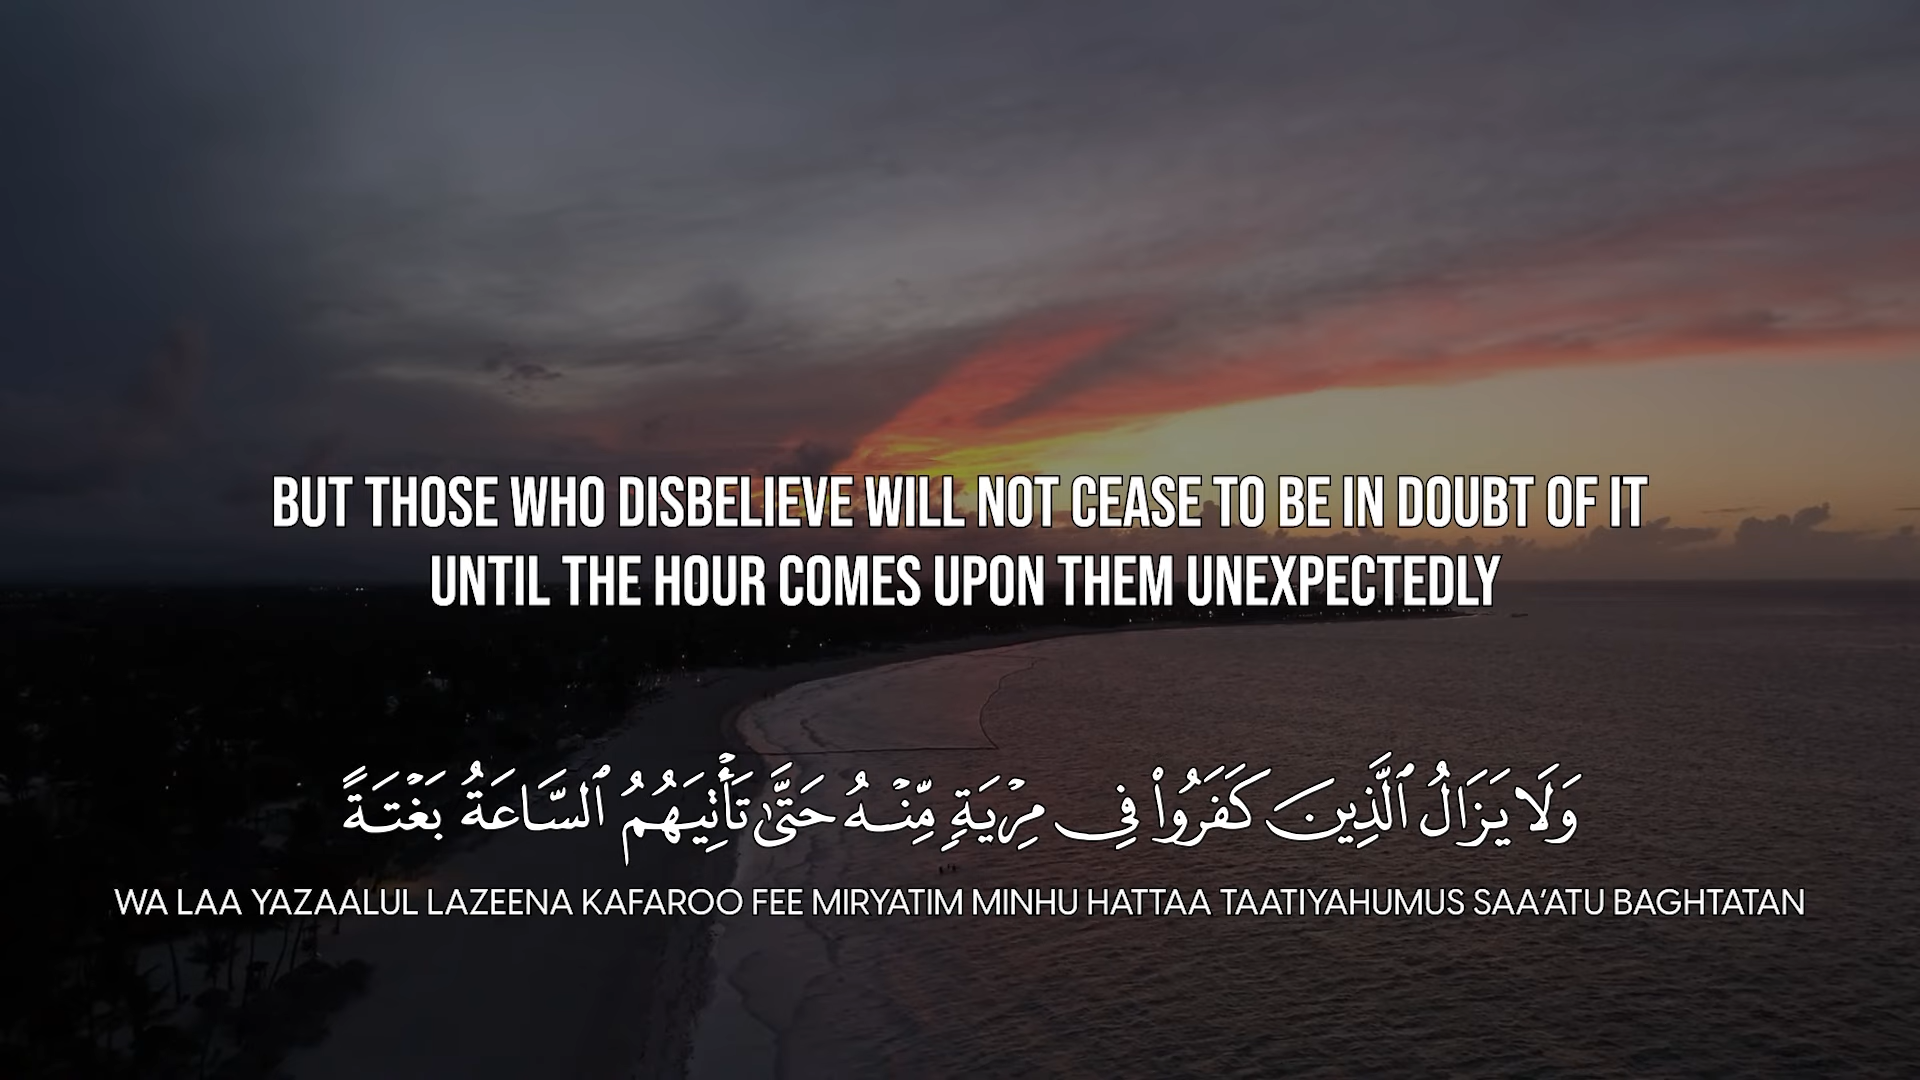 BUT THOSE WHO DISBELIEVE WILL NOT CEASE TO BE IN DOUBT OF IT
UNTIL THE HOUR COMES UPON THEM UNEXPECTEDLY
وَلَا يَزَالُ ٱلَّذِينَ كَفَرُوا۟ فِى مِرْيَةٍ مِّنْهُ حَتَّىٰ تَأْتِيَهُمُ ٱلسَّاعَةُ بَغْتَةً
WA LAA YAZAALUL LAZEENA KAFAROO FEE MIRYATIM MINHU HATTAA TAATIYAHUMUS SAA'ATU BAGHTATAN